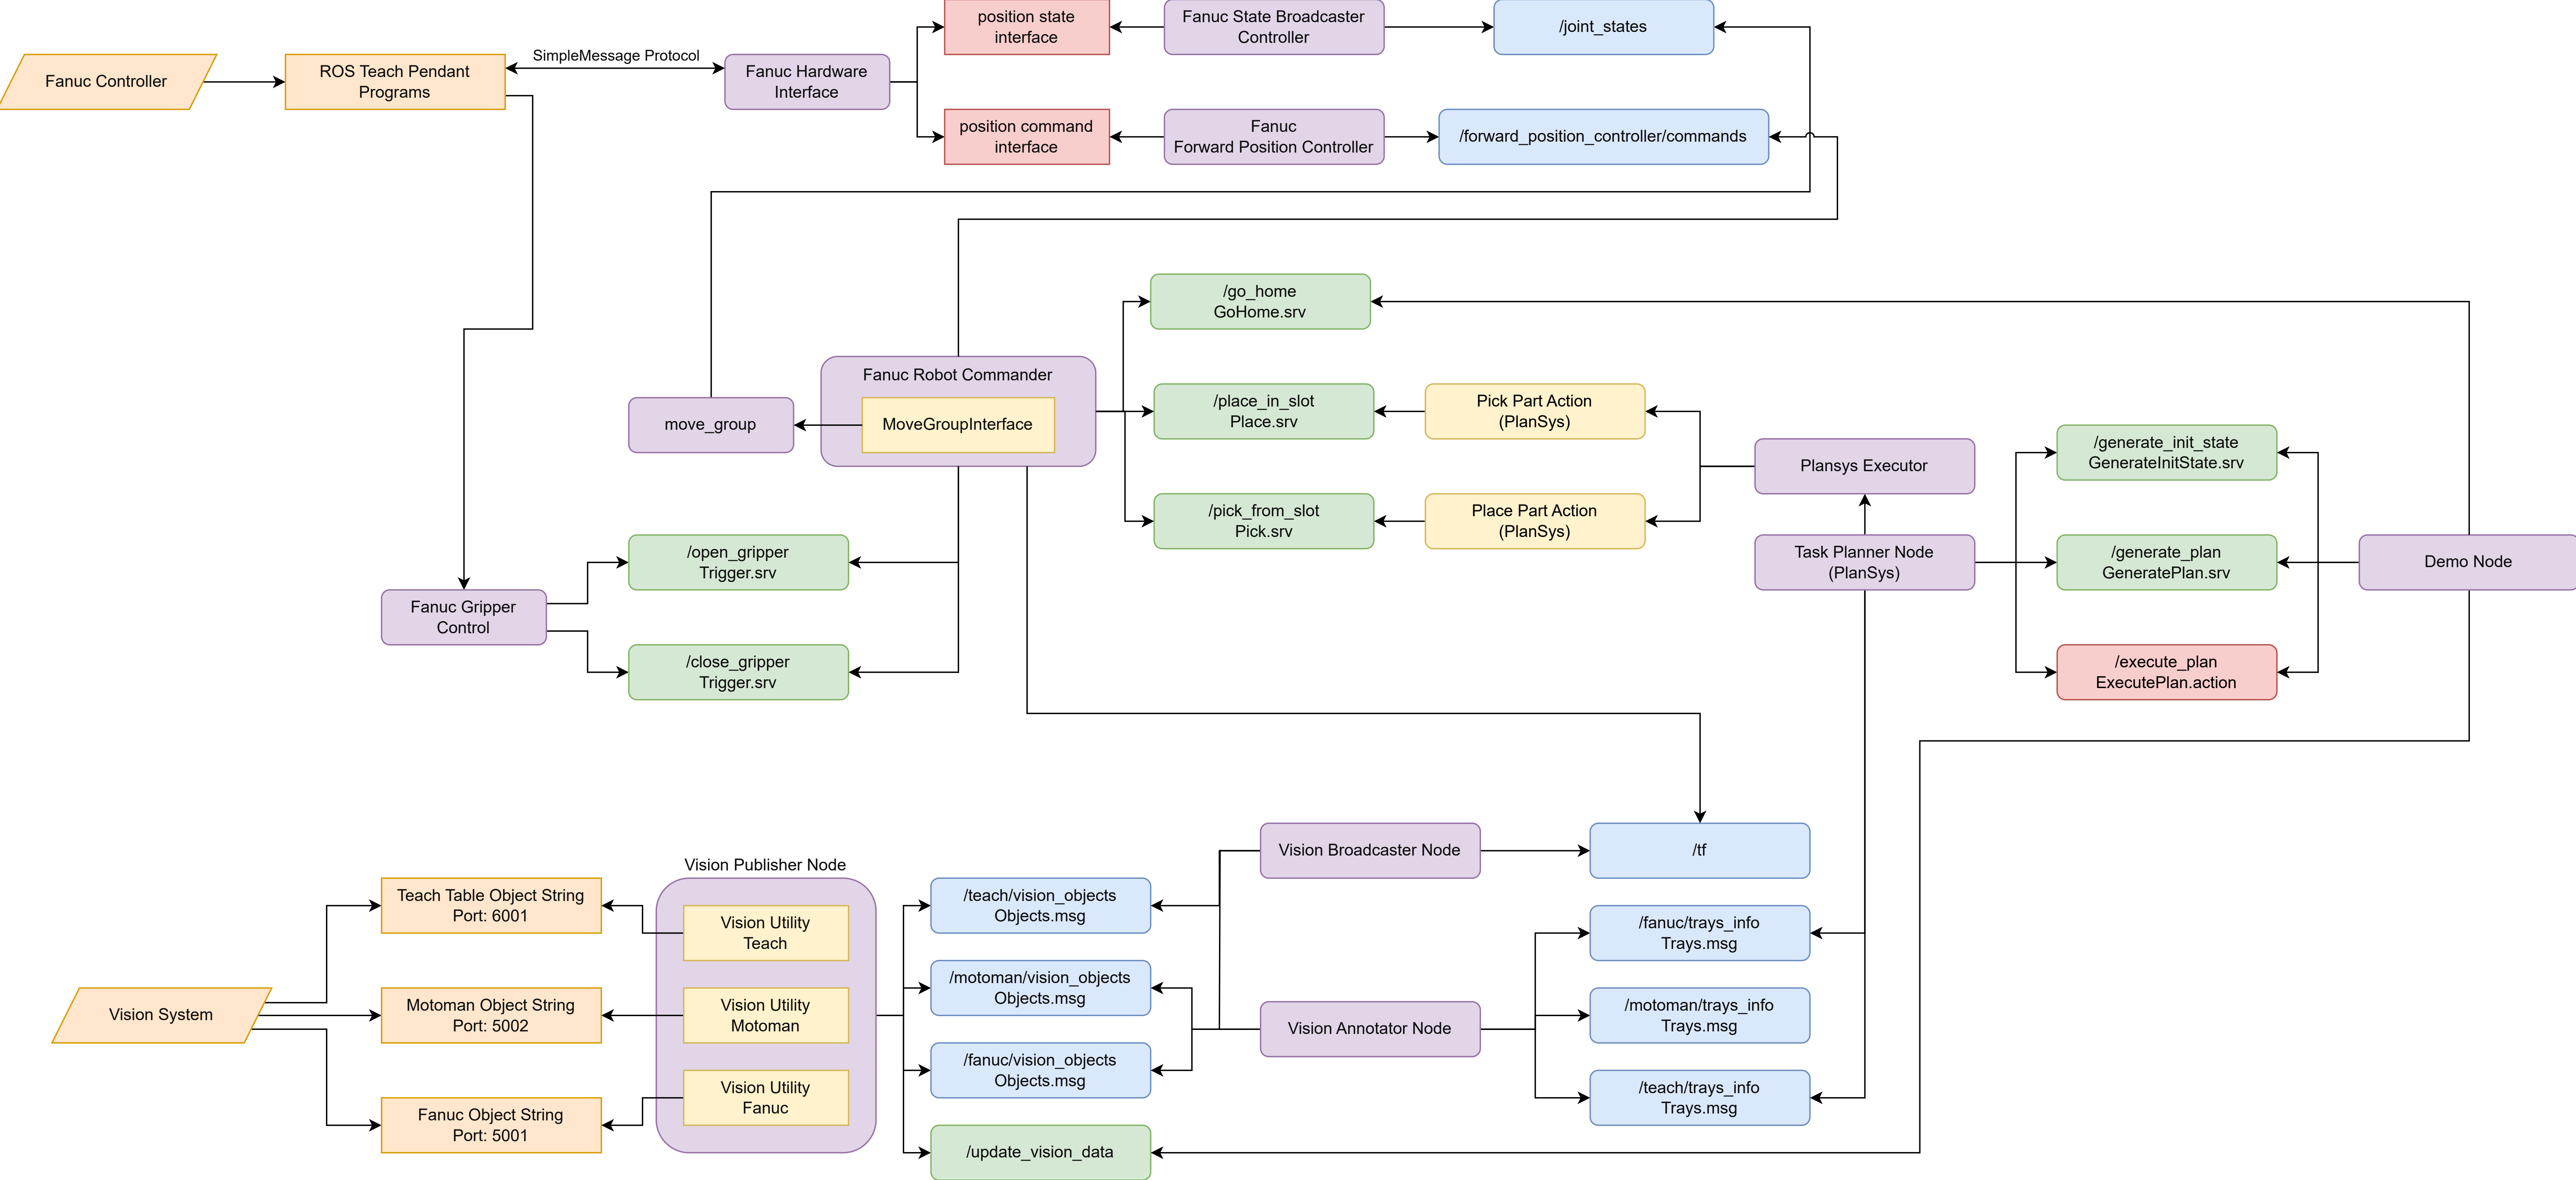 position state
interface
Fanuc State Broadcaster
Controller
/joint_states
Fanuc Controller
ROS Teach Pendant
Programs
SimpleMessage Protocol
Fanuc Hardware
Interface
position command
interface
Fanuc
Forward Position Controller
/forward_position_controller/commands
/go_home
GoHome.srv
Fanuc Robot Commander
MoveGroupInterface
move_group
/place_in_slot
Place.srv
Pick Part Action
(PlanSys)
/pick_from_slot
Pick.srv
Place Part Action
(PlanSys)
Plansys Executor
Task Planner Node
(PlanSys)
/generate_init_state
GenerateInitState.srv
/generate_plan
GeneratePlan.srv
/execute_plan
ExecutePlan.action
Demo Node
/open_gripper
Trigger.srv
Fanuc Gripper
Control
/close_gripper
Trigger.srv
Vision System
Teach Table Object String
Port: 6001
Motoman Object String
Port: 5002
Fanuc Object String
Port: 5001
Vision Publisher Node
Vision Utility
Teach
Vision Utility
Motoman
Vision Utility
Fanuc
/teach/vision_objects
Objects.msg
/motoman/vision_objects
Objects.msg
/fanuc/vision_objects
Objects.msg
/update_vision_data
Vision Broadcaster Node
Vision Annotator Node
/tf
/fanuc/trays_info
Trays.msg
/motoman/trays_info
Trays.msg
/teach/trays_info
Trays.msg